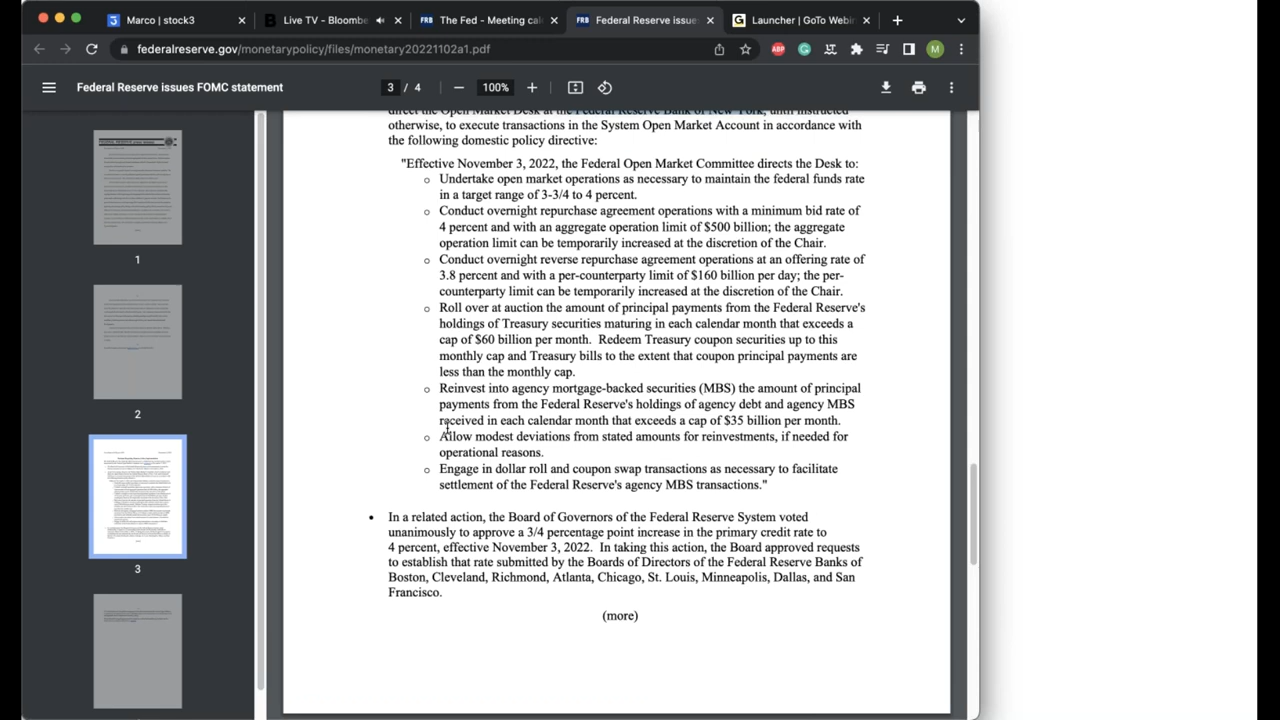 Marco | stock3
Live TV - Bloombe
The Fed - Meeting cal
Federal Reserve issue
Launcher | GoTo Webin
federalreserve.gov/monetarypolicy/files/monetary20221102a1.pdf
Federal Reserve issues FOMC statement
3 / 4
100%
1
2
3
direct the Open Market Desk at the Federal Reserve Bank of New York, until instructed
otherwise, to execute transactions in the System Open Market Account in accordance with
the following domestic policy directive:
"Effective November 3, 2022, the Federal Open Market Committee directs the Desk to:
Undertake open market operations as necessary to maintain the federal funds rate
in a target range of 3-3/4 to 4 percent.
Conduct overnight repurchase agreement operations with a minimum bid rate of
4 percent and with an aggregate operation limit of $500 billion; the aggregate
operation limit can be temporarily increased at the discretion of the Chair.
Conduct overnight reverse repurchase agreement operations at an offering rate of
3.8 percent and with a per-counterparty limit of $160 billion per day; the per-
counterparty limit can be temporarily increased at the discretion of the Chair.
Roll over at auction the amount of principal payments from the Federal Reserve's
holdings of Treasury securities maturing in each calendar month that exceeds a
cap of $60 billion per month. Redeem Treasury coupon securities up to this
monthly cap and Treasury bills to the extent that coupon principal payments are
less than the monthly cap.
Reinvest into agency mortgage-backed securities (MBS) the amount of principal
payments from the Federal Reserve's holdings of agency debt and agency MBS
received in each calendar month that exceeds a cap of $35 billion per month.
Allow modest deviations from stated amounts for reinvestments, if needed for
operational reasons.
Engage in dollar roll and coupon swap transactions as necessary to facilitate
settlement of the Federal Reserve's agency MBS transactions."
In a related action, the Board of Governors of the Federal Reserve System voted
unanimously to approve a 3/4 percentage point increase in the primary credit rate to
4 percent, effective November 3, 2022. In taking this action, the Board approved requests
to establish that rate submitted by the Boards of Directors of the Federal Reserve Banks of
Boston, Cleveland, Richmond, Atlanta, Chicago, St. Louis, Minneapolis, Dallas, and San
Francisco.
(more)